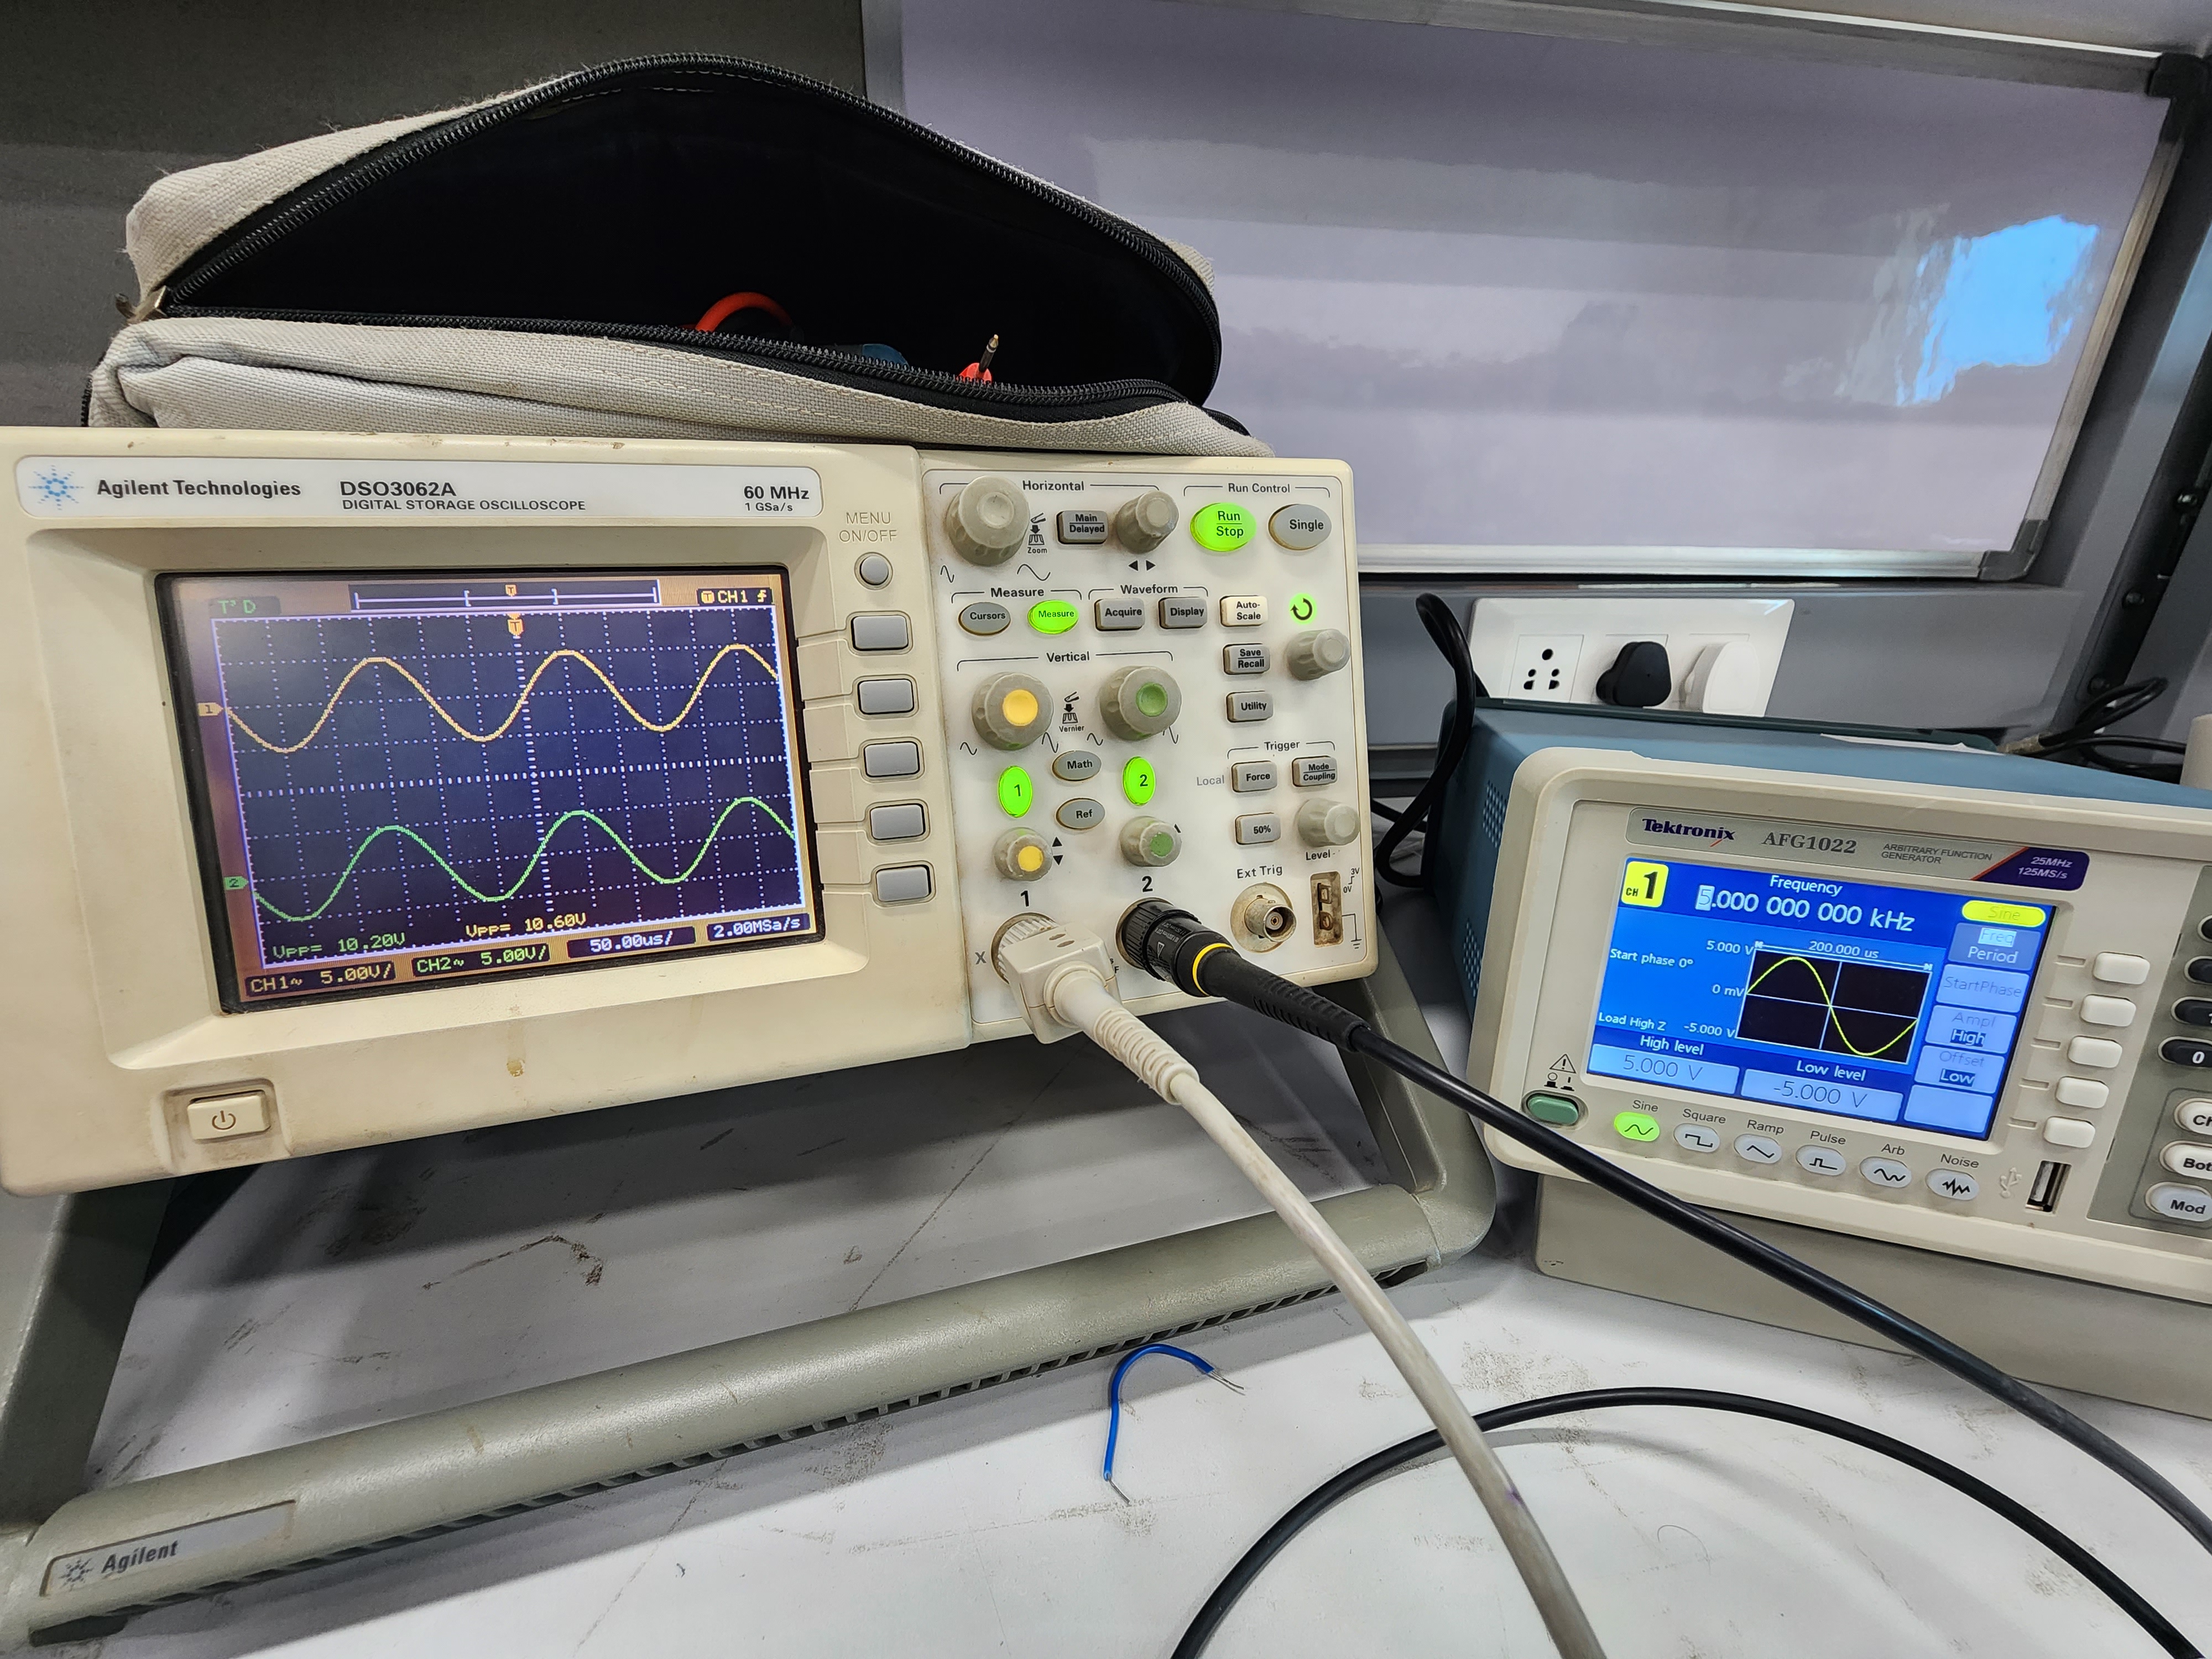 Agilent Technologies
DSO3062A
DIGITAL STORAGE OSCILLOSCOPE
60 MHz
1 GSa/s
MENU
ON/OFF
T'D
T
T CH1
T
1
2
Vpp= 10.20V
Vpp= 10.60V
CH1~ 5.00V/
CH2~ 5.00V/
50.00us/
2.00MSa/s
Horizontal
Main
Delayed
Zoom
Run Control
Run
Stop
Single
Measure
Cursors
Measure
Waveform
Acquire
Display
Auto-
Scale
Save
Recall
Utility
Vertical
Vernier
Math
1
2
Ref
1
2
X
Trigger
Local
Force
Mode
Coupling
50%
Level
Ext Trig
3V
0V
Agilent
Tektronix
AFG1022
ARBITRARY FUNCTION
GENERATOR
25MHz
125MS/s
CH 1
Frequency
5.000 000 000 kHz
Sine
Freq
Period
StartPhase
Ampl
High
Offset
Low
5.000 V
200.000 us
Start phase 0°
0 mV
Load High Z
-5.000 V
High level
5.000 V
Low level
-5.000 V
Sine
Square
Ramp
Pulse
Arb
Noise
0
Mod